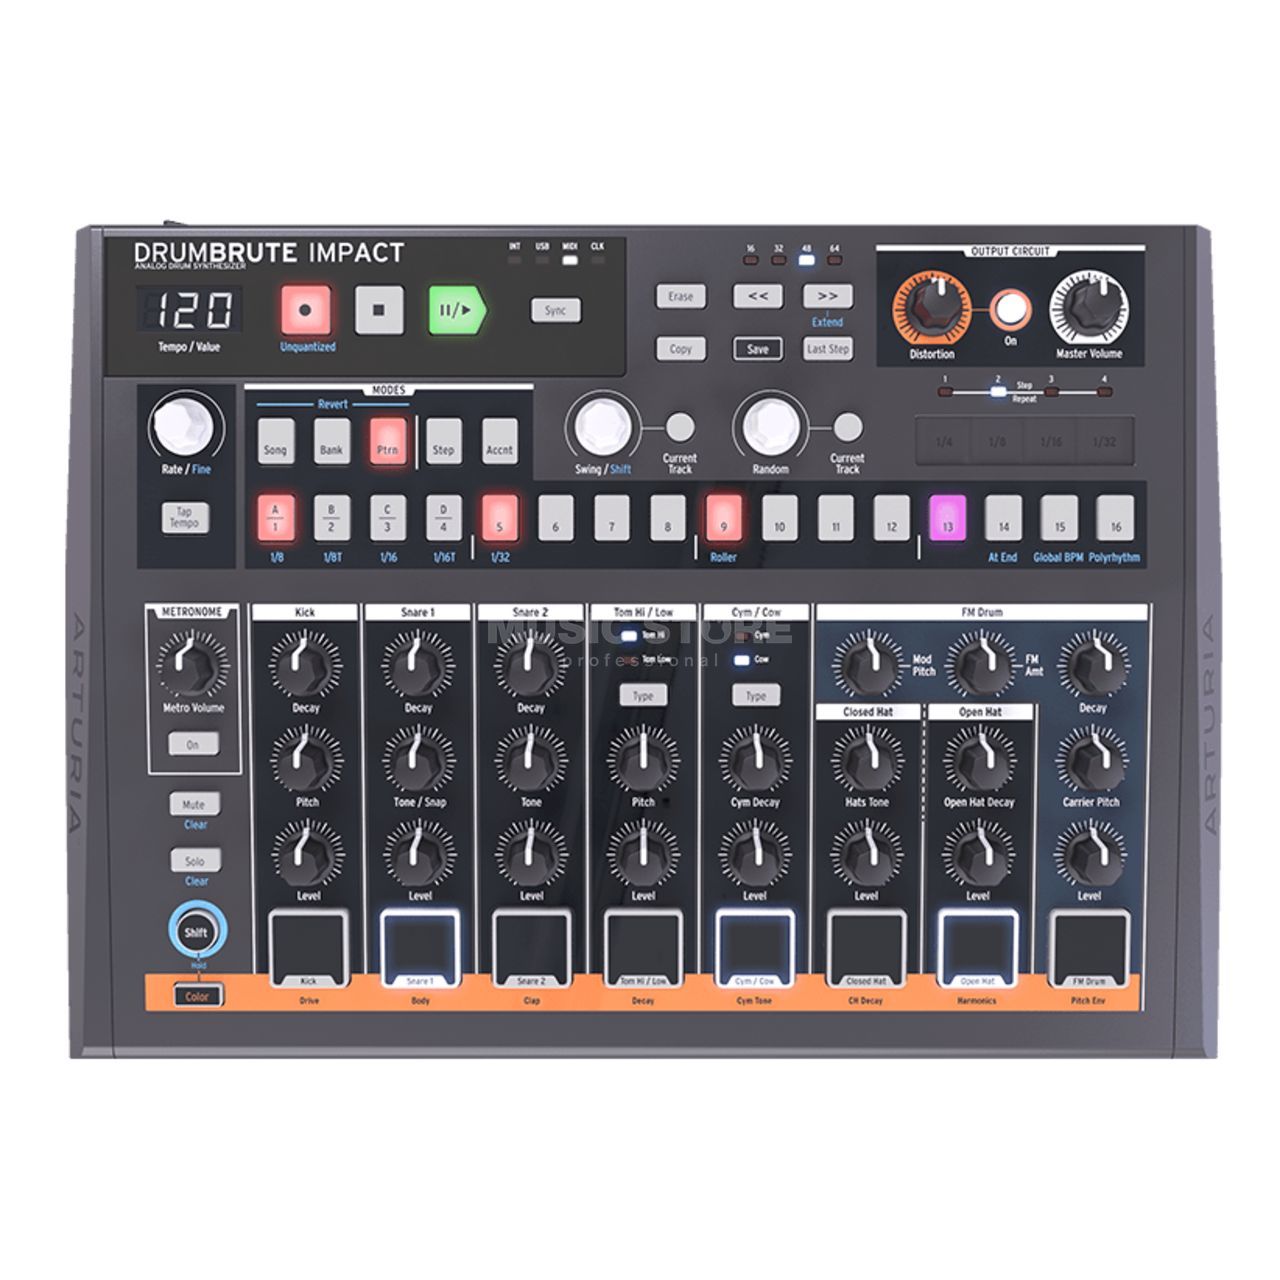 DRUMBRUTE IMPACT
ANALOG DRUM SYNTHESIZER
INT USB MIDI CLK
120
Tempo / Value
Unquantized
Sync
Erase
Copy
16 32 48 64
<< >>
Extend
Save
Last Step
OUTPUT CIRCUIT
Distortion
On
Master Volume
1 2 3 4
Step
Repeat
1/4 1/8 1/16 1/32
MODES
Revert
Song Bank Ptrn Step Accnt
Rate / Fine
Tap
Tempo
Swing / Shift
Current
Track
Random
Current
Track
A B C D
1 2 3 4 5 6 7 8 9 10 11 12 13 14 15 16
1/8 1/8T 1/16 1/16T 1/32 Roller At End Global BPM Polyrhythm
METRONOME
Metro Volume
On
Mute
Clear
Solo
Clear
Shift
Hold
Color
Kick Snare 1 Snare 2 Tom Hi / Low Cym / Cow FM Drum
MUSIC STORE
professional
Tom Hi
Tom Low
Type
Cym
Cow
Type
Mod
Pitch
FM
Amt
Decay Decay Decay Decay
Closed Hat Open Hat
Pitch Tone / Snap Tone Pitch Cym Decay Hats Tone Open Hat Decay Carrier Pitch
Level Level Level Level Level Level Level Level
Kick Snare 1 Snare 2 Tom Hi / Low Cym / Cow Closed Hat Open Hat FM Drum
Drive Body Clap Decay Cym Tone CH Decay Harmonics Pitch Env
ARTURIA
ARTURIA